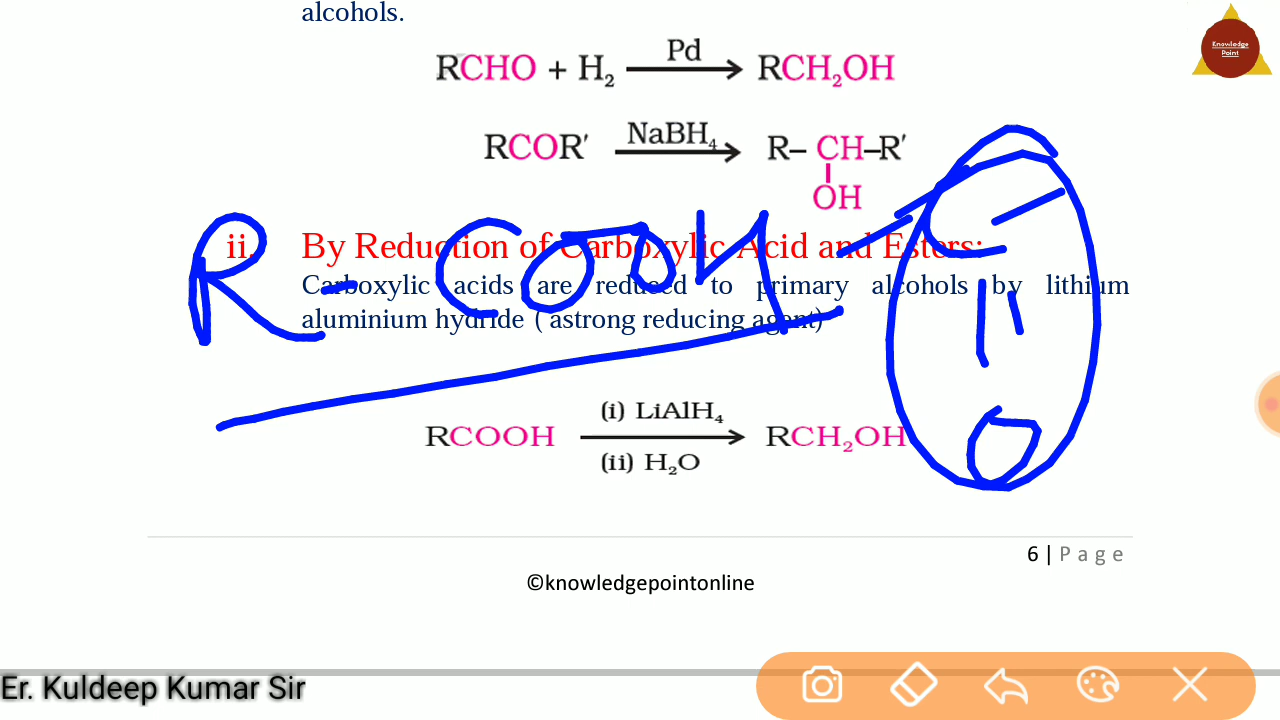 alcohols.
Knowledge
Point
RCHO + H₂ Pd → RCH₂OH
RCOR′ NaBH₄ → R– CH–R′
OH
ii. By Reduction of Carboxylic Acid and Esters:
R - COOH
Carboxylic acids are reduced to primary alcohols by lithium
aluminium hydride ( astrong reducing agent)
C
O
(i) LiAlH₄
RCOOH → RCH₂OH
(ii) H₂O
6 | Page
©knowledgepointonline
Er. Kuldeep Kumar Sir